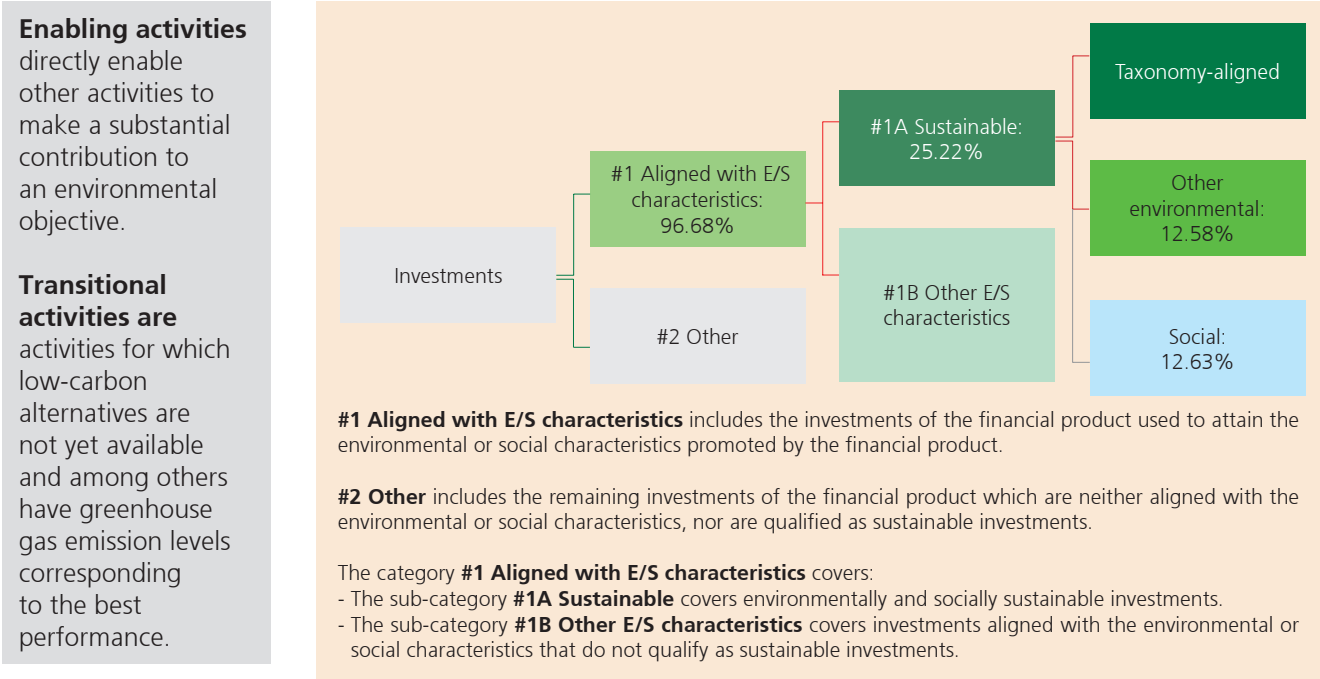 Enabling activities
directly enable
other activities to
make a substantial
contribution to
an environmental
objective.
Transitional
activities are
activities for which
low-carbon
alternatives are
not yet available
and among others
have greenhouse
gas emission levels
corresponding
to the best
performance.
Investments
#1 Aligned with E/S
characteristics:
96.68%
#2 Other
#1A Sustainable:
25.22%
#1B Other E/S
characteristics
Taxonomy-aligned
Other
environmental:
12.58%
Social:
12.63%
#1 Aligned with E/S characteristics includes the investments of the financial product used to attain the
environmental or social characteristics promoted by the financial product.
#2 Other includes the remaining investments of the financial product which are neither aligned with the
environmental or social characteristics, nor are qualified as sustainable investments.
The category #1 Aligned with E/S characteristics covers:
- The sub-category #1A Sustainable covers environmentally and socially sustainable investments.
- The sub-category #1B Other E/S characteristics covers investments aligned with the environmental or
social characteristics that do not qualify as sustainable investments.